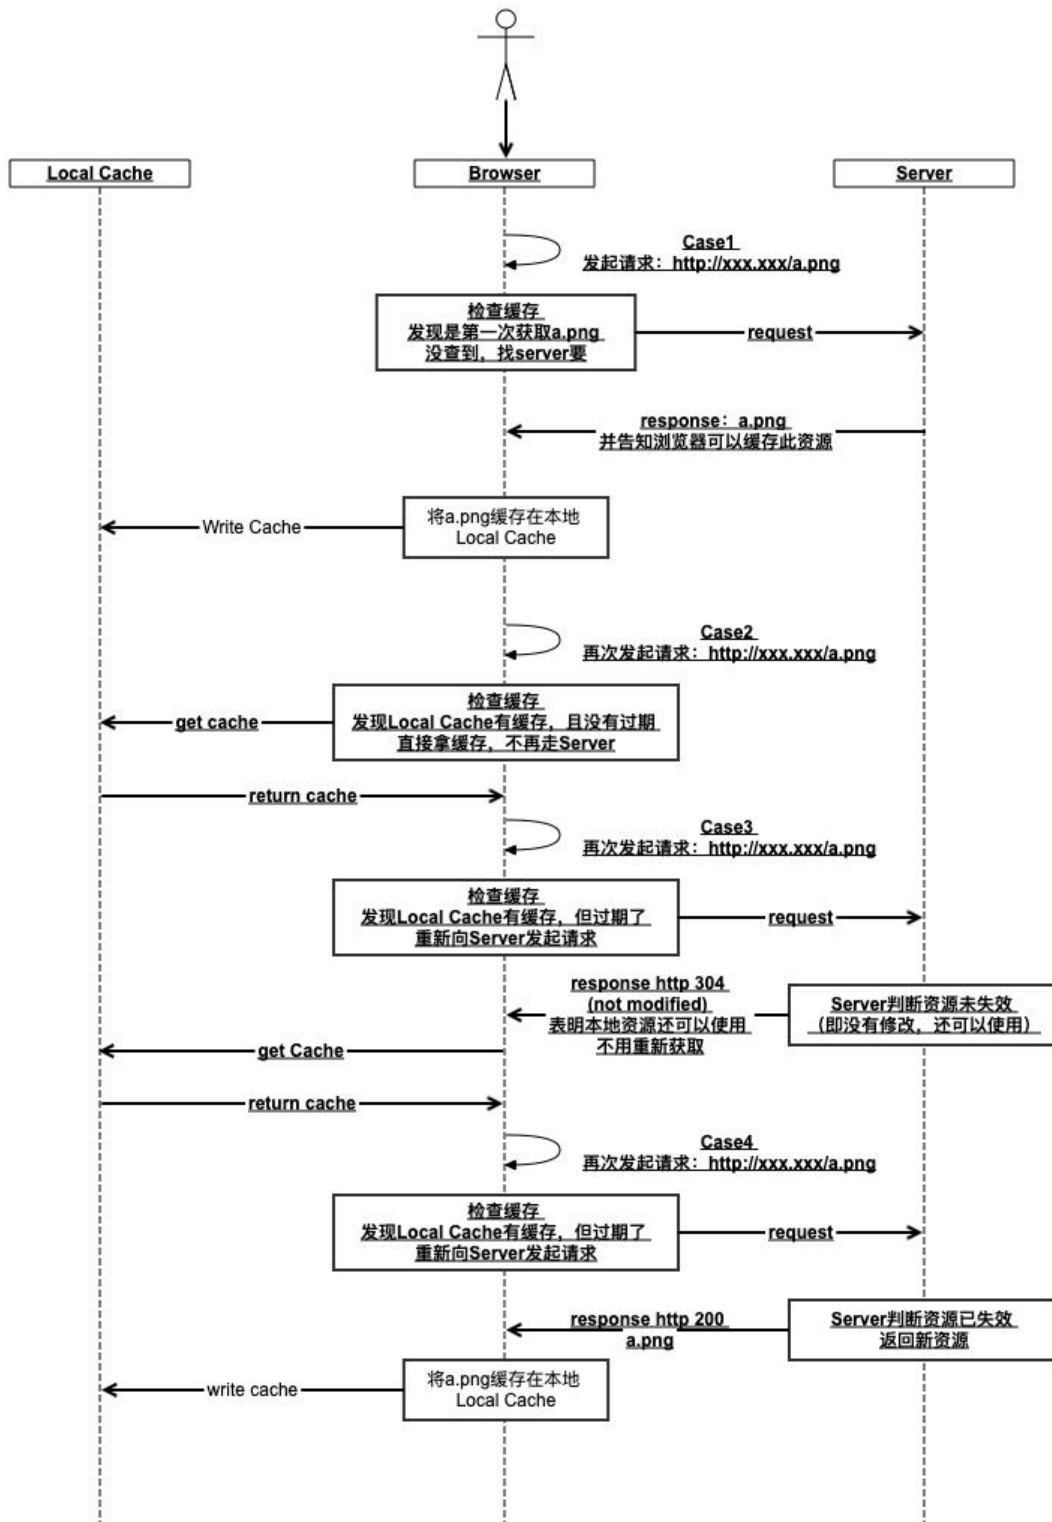 Local Cache
Browser
Server
Case1
发起请求：http://xxx.xxx/a.png
检查缓存
发现是第一次获取a.png
没查到，找server要
request
response：a.png
并告知浏览器可以缓存此资源
Write Cache
将a.png缓存在本地
Local Cache
Case2
再次发起请求：http://xxx.xxx/a.png
检查缓存
发现Local Cache有缓存，且没有过期
直接拿缓存，不再走Server
get cache
return cache
Case3
再次发起请求：http://xxx.xxx/a.png
检查缓存
发现Local Cache有缓存，但过期了
重新向Server发起请求
request
response http 304
(not modified)
表明本地资源还可以使用
不用重新获取
Server判断资源未失效
（即没有修改，还可以使用）
get Cache
return cache
Case4
再次发起请求：http://xxx.xxx/a.png
检查缓存
发现Local Cache有缓存，但过期了
重新向Server发起请求
request
response http 200
a.png
Server判断资源已失效
返回新资源
write cache
将a.png缓存在本地
Local Cache